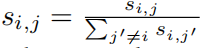 $s_{i,j} = \frac{s_{i,j}}{\sum_{j' \neq i} s_{i,j'}}$